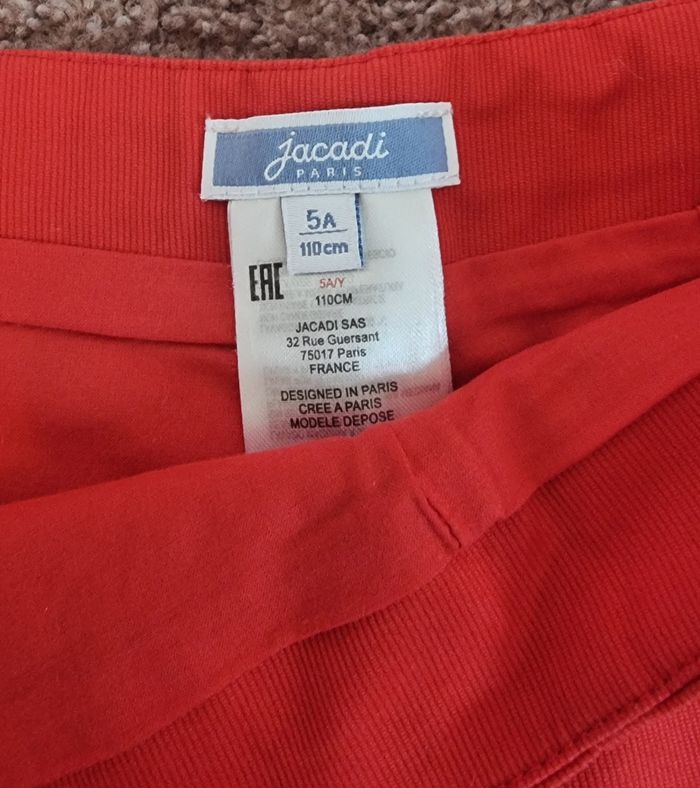 jacadi
PARIS
5A
110cm
EAC
5A/Y
110CM
JACADI SAS
32 Rue Guersant
75017 Paris
FRANCE
DESIGNED IN PARIS
CREE A PARIS
MODELE DEPOSE